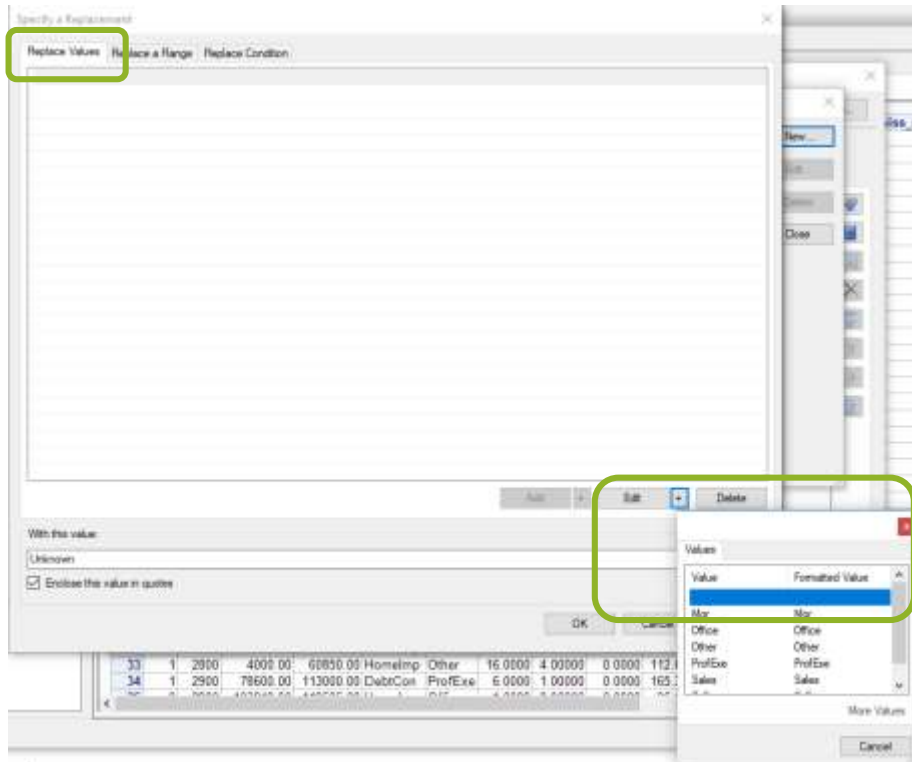 Specify a Replacement
Replace Values Replace a Range Replace Condition
New...
Close
Add Edit Delete
With this value:
Unknown
Enclose this value in quotes
OK Cancel
Values
Value Formatted Value
Mgr Mgr
Office Office
Other Other
ProfExe ProfExe
Sales Sales
More Values
Cancel
33 1 2900 4000.00 60850.00 HomeImp Other 16.0000 4.00000 0.0000
34 1 2900 78600.00 113000.00 DebtCon ProfExe 6.0000 1.00000 0.0000 165.